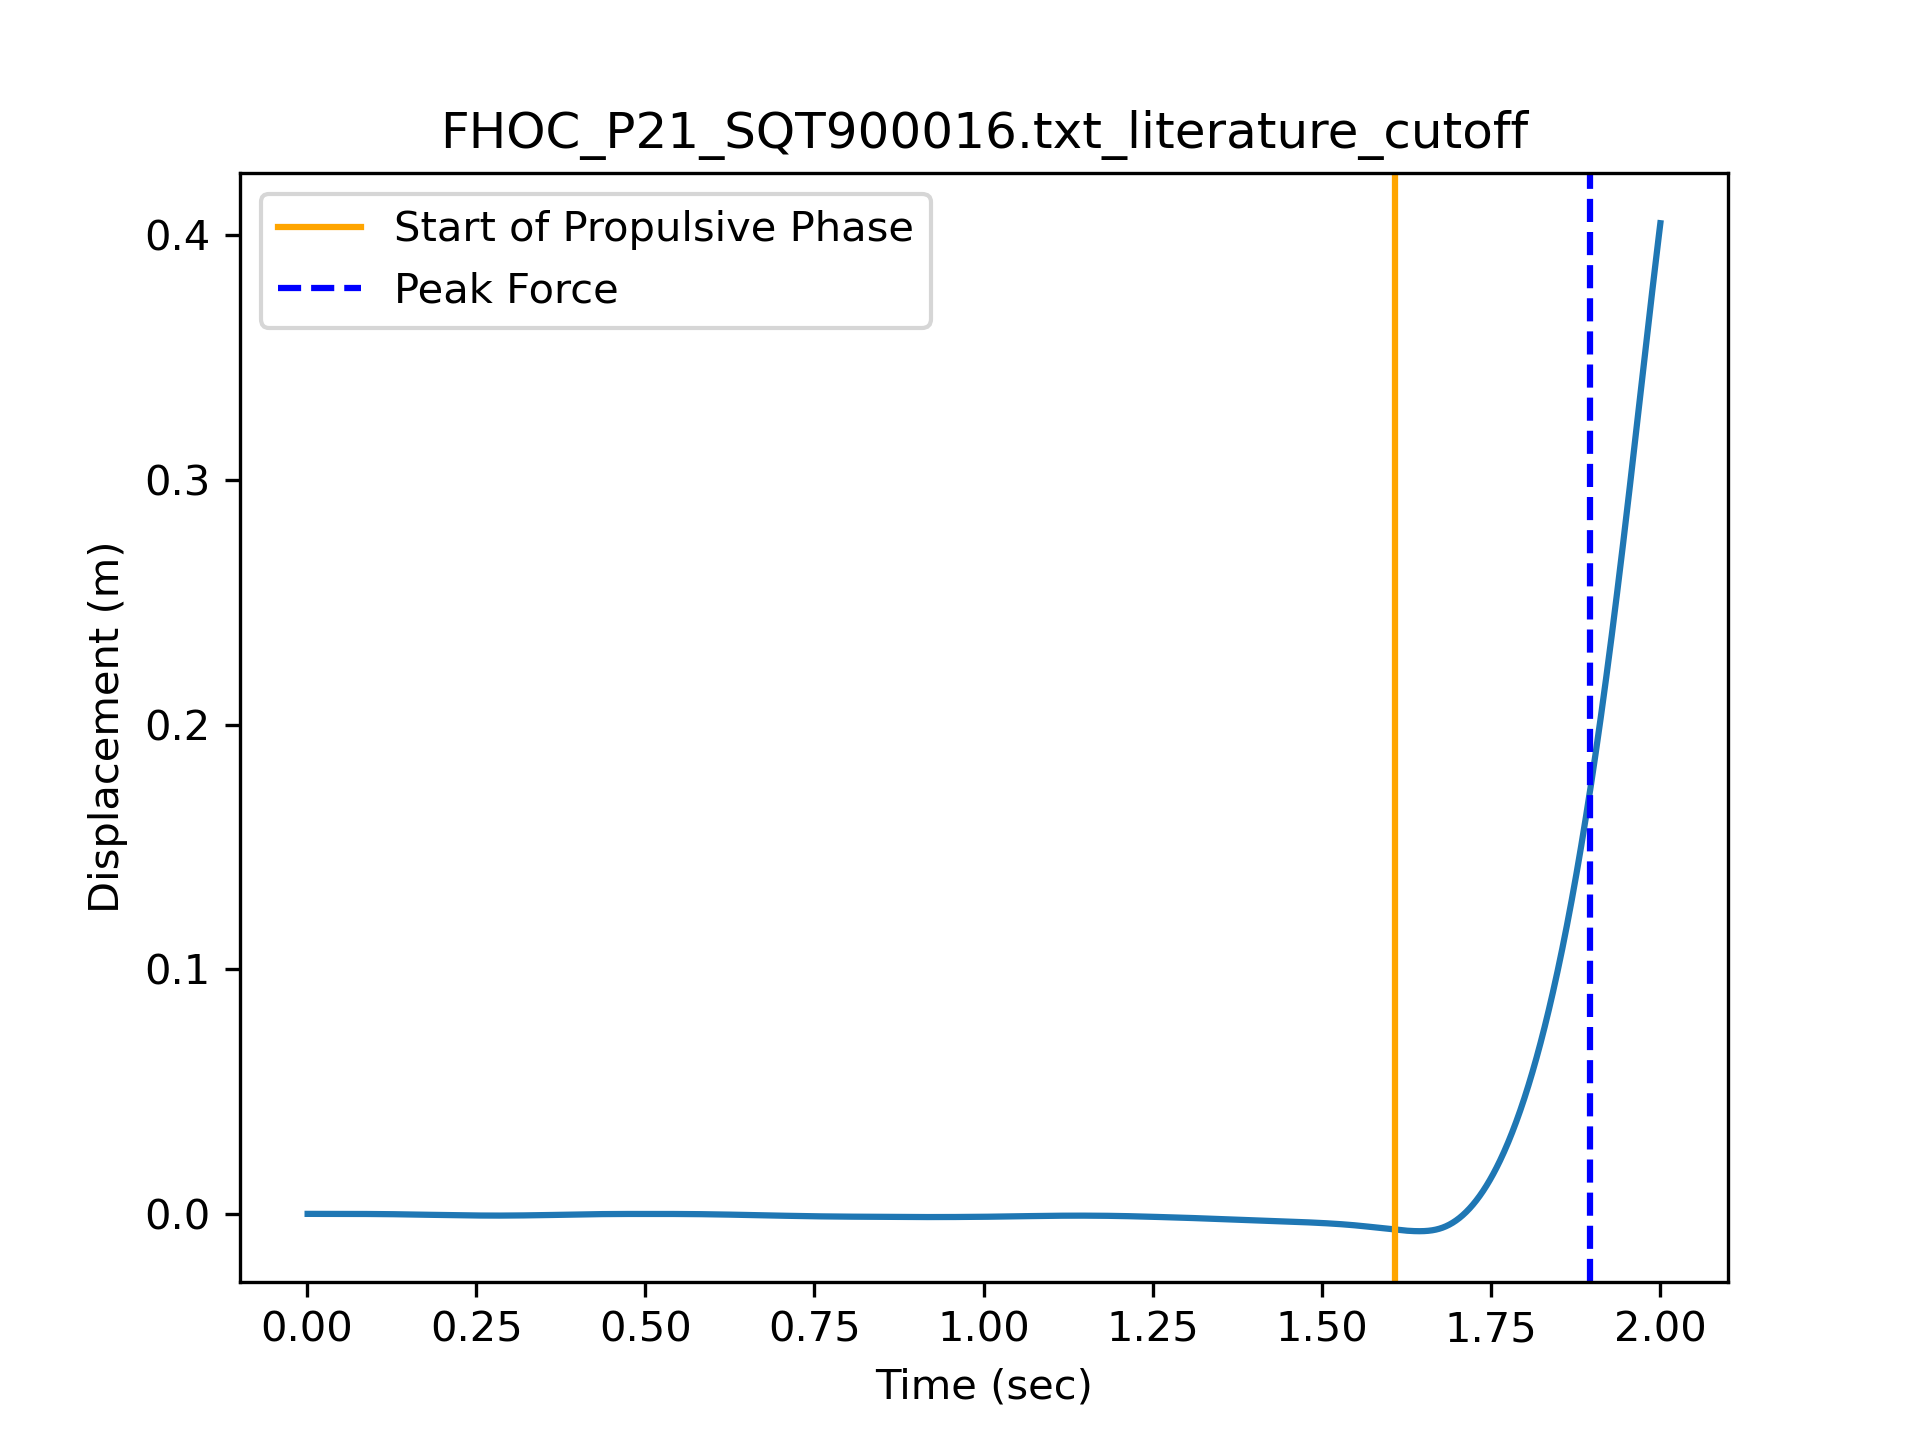 FHOC_P21_SQT900016.txt_literature_cutoff
Start of Propulsive Phase
Peak Force
0.4
0.3
0.2
0.1
0.0
Displacement (m)
0.00 0.25 0.50 0.75 1.00 1.25 1.50 1.75 2.00
Time (sec)